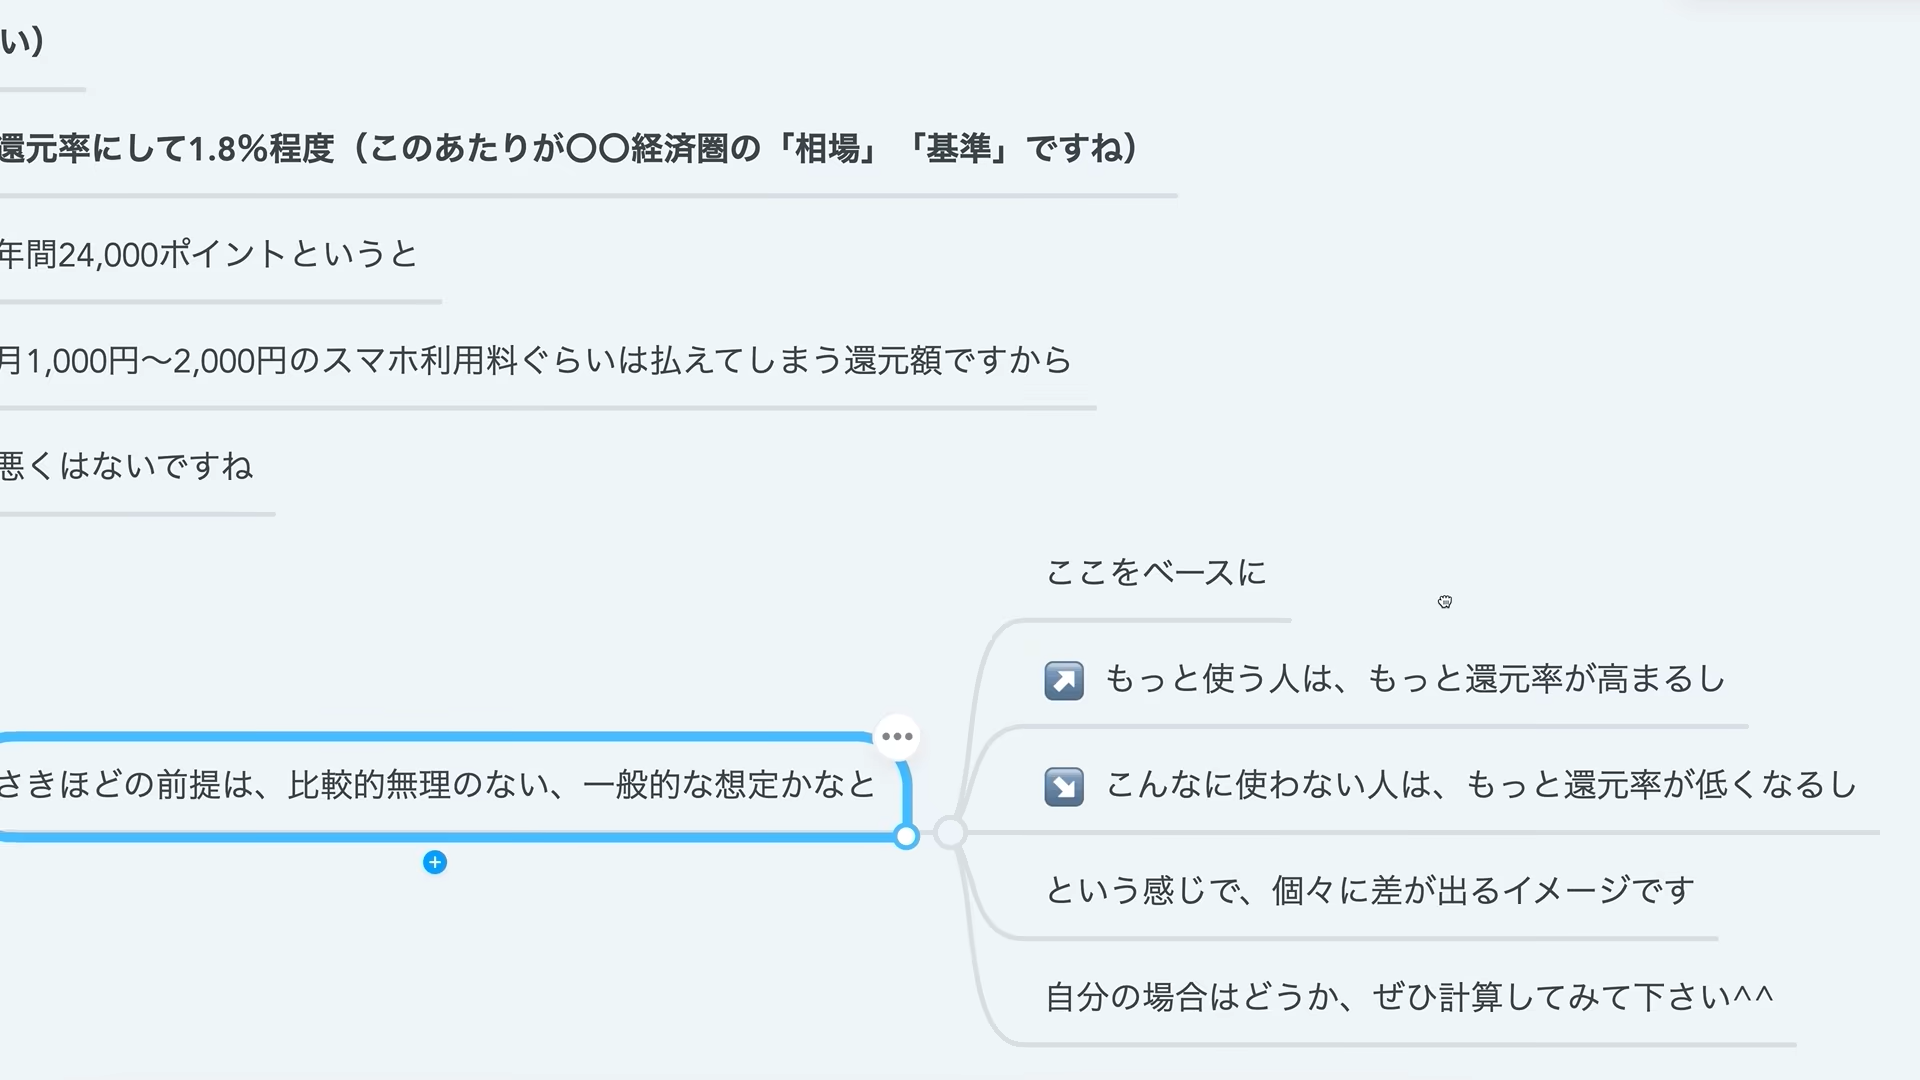 い）
還元率にして1.8%程度（このあたりが〇〇経済圏の「相場」「基準」ですね）
年間24,000ポイントというと
月1,000円〜2,000円のスマホ利用料ぐらいは払えてしまう還元額ですから
悪くはないですね
さきほどの前提は、比較的無理のない、一般的な想定かなと
ここをベースに
もっと使う人は、もっと還元率が高まるし
こんなに使わない人は、もっと還元率が低くなるし
という感じで、個々に差が出るイメージです
自分の場合はどうか、ぜひ計算してみて下さい^^